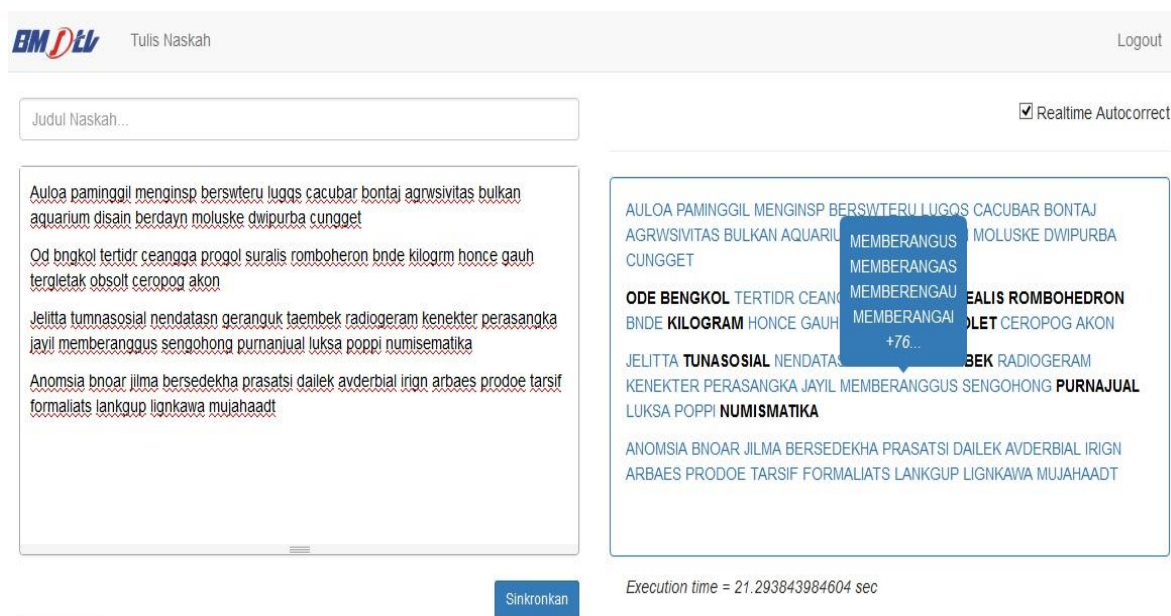 BMStv Tulis Naskah Logout
Judul Naskah...
Realtime Autocorrect
Auloa paminggil menginsp berswteru lugqs cacubar bontaj agrwsivitas bulkan
aquarium disain berdayn moluske dwipurba cungget
Od bngkol tertidr ceangga progol suralis romboheron bnde kilogrm honce gauh
tergletak obsolt ceropog akon
Jelitta tumnasosial nendatasn geranguk taembek radiogeram kenekter perasangka
jayil memberanggus sengohong purnanjual luksa poppi numisematika
Anomsia bnoar jilma bersedekha prasatsi dailek avderbial irign arbaes prodoe tarsif
formaliats lankgup lignkawa mujahaadt
Sinkronkan
AULOA PAMINGGIL MENGINSP BERSWTERU LUGQS CACUBAR BONTAJ
AGRWSIVITAS BULKAN AQUARIU MOLUSKE DWIPURBA
CUNGGET
ODE BENGKOL TERTIDR CEANG EALIS ROMBOHEDRON
BNDE KILOGRAM HONCE GAUH LET CEROPOG AKON
JELITTA TUNASOSIAL NENDATAS BEK RADIOGERAM
KENEKTER PERASANGKA JAYIL MEMBERANGGUS SENGOHONG PURNAJUAL
LUKSA POPPI NUMISMATIKA
ANOMSIA BNOAR JILMA BERSEDEKHA PRASATSI DAILEK AVDERBIAL IRIGN
ARBAES PRODOE TARSIF FORMALIATS LANKGUP LIGNKAWA MUJAHAADT
MEMBERANGUS
MEMBERANGAS
MEMBERENGAU
MEMBERANGAI
+76...
Execution time = 21.293843984604 sec